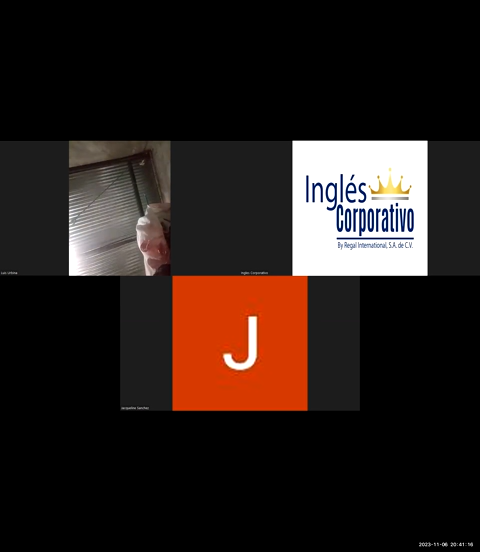 Inglés
Corporativo
By Regal International, S.A. de C.V.
Inglés Corporativo
J
Jacqueline Sanchez
2023-11-06 20:41:16